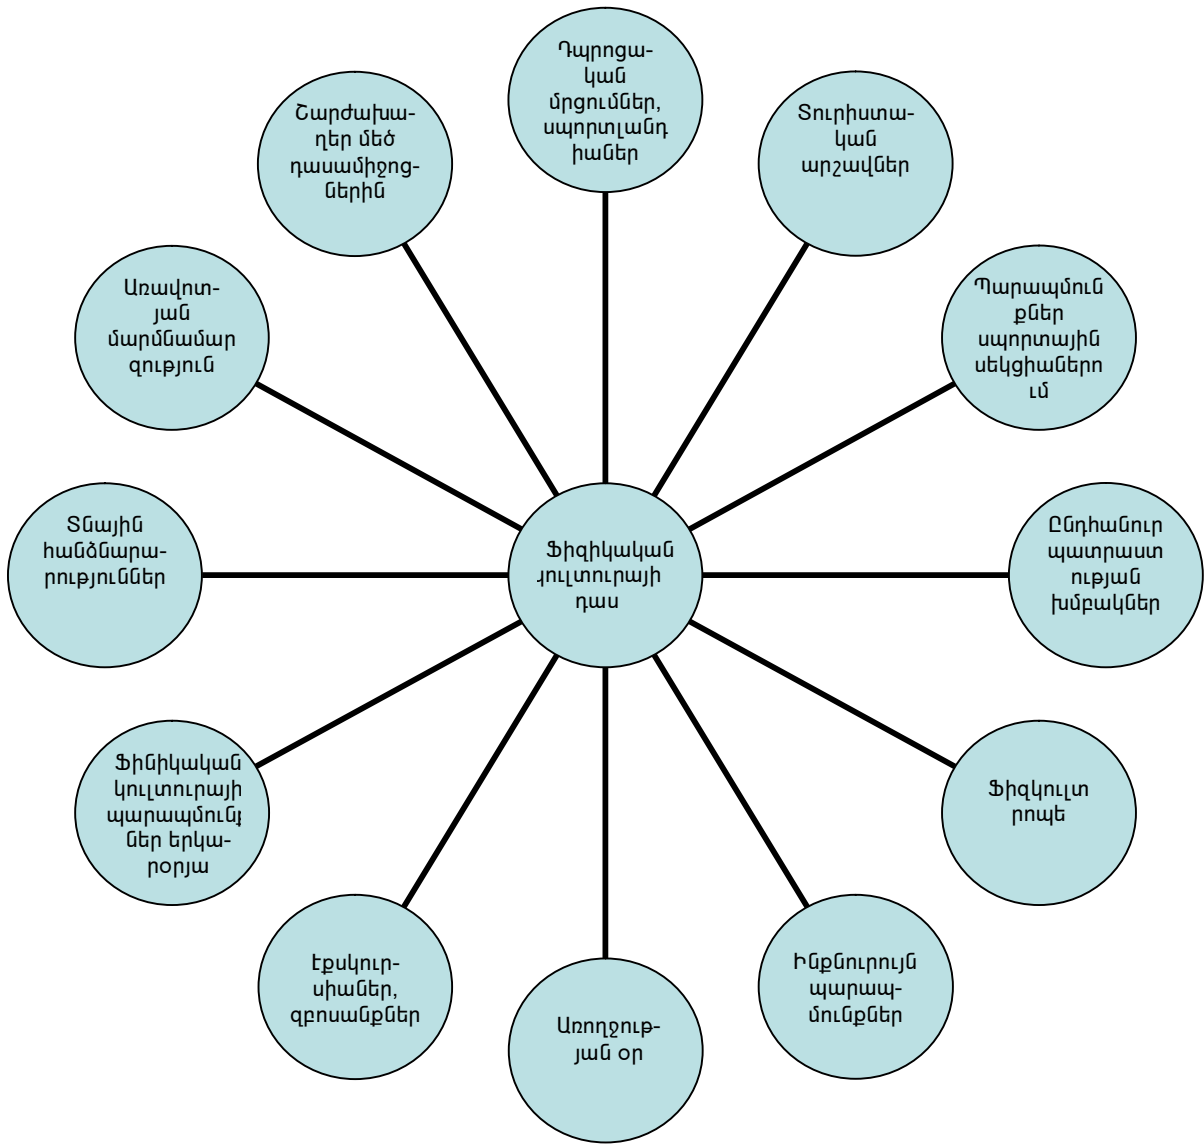 Դպրոցա-
կան
մրցումներ,
սպորտլանդ
իաներ
Տուրիստա-
կան
արշավներ
Պարապմուն
քներ
սպորտային
սեկցիաներո
ւմ
Ընդհանուր
պատրաստ
ության
խմբակներ
Ֆիզկուլտ
րոպե
Ինքնուրույն
պարապ-
մունքներ
Առողջութ-
յան օր
Էքսկուր-
սիաներ,
զբոսանքներ
Ֆինիկական
կուլտուրայի
պարապմունք
ներ երկա-
րօրյա
Տնային
հանձնարա-
րություններ
Առավոտ-
յան
մարմնամար
զություն
Շարժախա-
ղեր մեծ
դասամիջոց-
ներին
Ֆիզիկական
կուլտուրայի
դաս